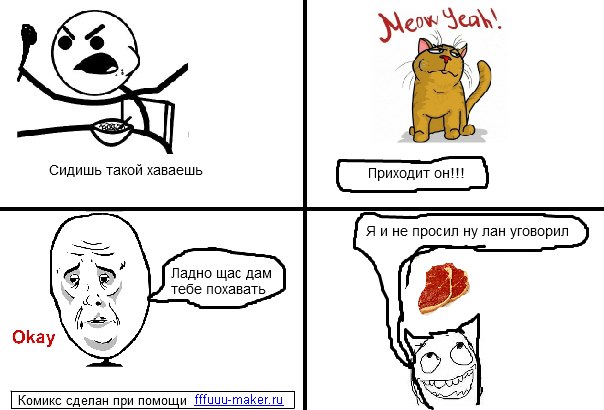 Сидишь такой хаваешь
Meow Yeah!
Приходит он!!!
Ладно щас дам
тебе похавать
Okay
Я и не просил ну лан уговорил
Комикс сделан при помощи fffuuu-maker.ru